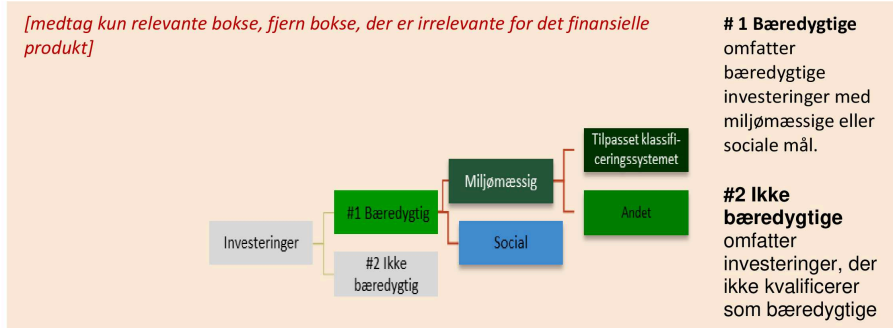 [medtag kun relevante bokse, fjern bokse, der er irrelevante for det finansielle
produkt]
# 1 Bæredygtige
omfatter
bæredygtige
investeringer med
miljømæssige eller
sociale mål.
#2 Ikke
bæredygtige
omfatter
investeringer, der
ikke kvalificerer
som bæredygtige
Investeringer
#1 Bæredygtig
#2 Ikke
bæredygtig
Miljømæssig
Social
Tilpasset klassifi-
ceringssystemet
Andet